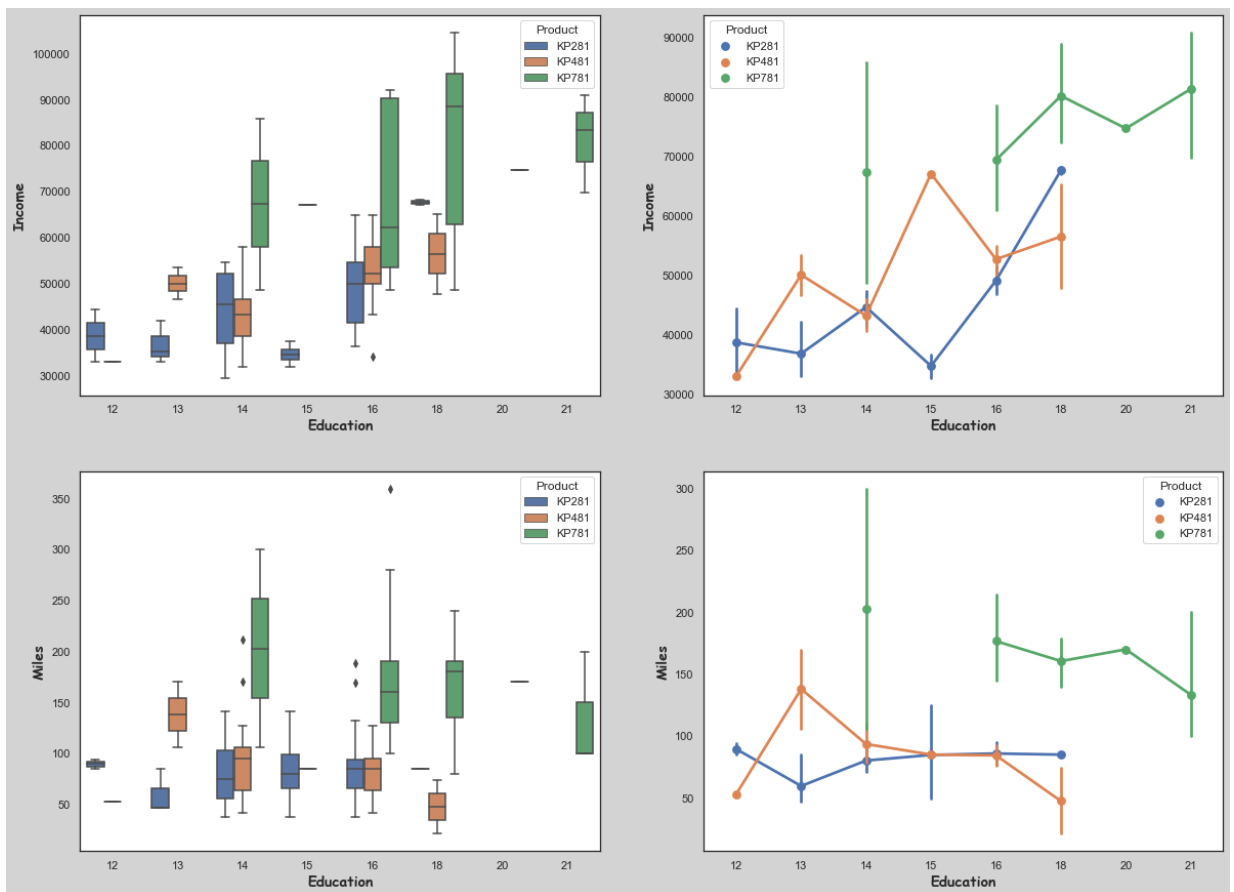 Product
KP281
KP481
KP781
100000
90000
80000
70000
60000
50000
40000
30000
Income
12 13 14 15 16 18 20 21
Education
Product
KP281
KP481
KP781
90000
80000
70000
60000
50000
40000
30000
Income
12 13 14 15 16 18 20 21
Education
Product
KP281
KP481
KP781
350
300
250
200
150
100
50
Miles
12 13 14 15 16 18 20 21
Education
Product
KP281
KP481
KP781
300
250
200
150
100
50
Miles
12 13 14 15 16 18 20 21
Education